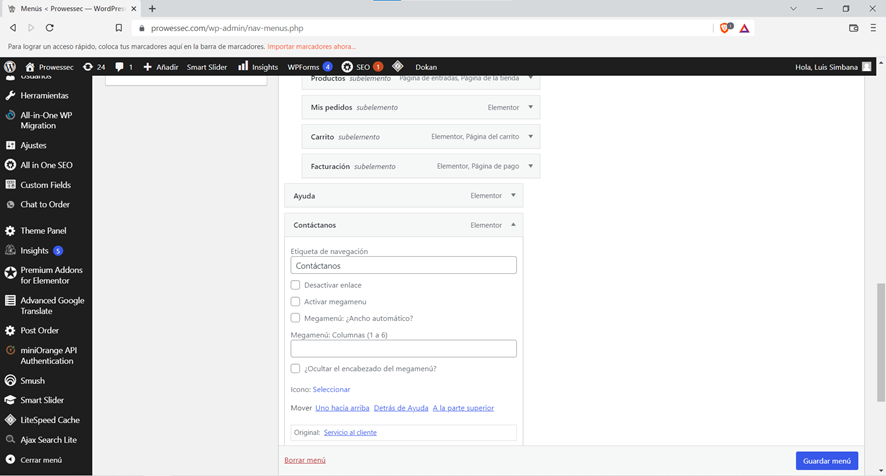 Menús < Prowessec — WordPres
prowessec.com/wp-admin/nav-menus.php
Para lograr un acceso rápido, coloca tus marcadores aquí en la barra de marcadores. Importar marcadores ahora...
Prowessec 24 1 Añadir Smart Slider Insights WPForms 4 SEO 1 Dokan Hola, Luis Simbana
Usuarios
Herramientas
All-in-One WP
Migration
Ajustes
All in One SEO
Custom Fields
Chat to Order
Theme Panel
Insights 5
Premium Addons
for Elementor
Advanced Google
Translate
Post Order
miniOrange API
Authentication
Smush
Smart Slider
LiteSpeed Cache
Ajax Search Lite
Cerrar menú
Productos subelemento Página de entradas, Página de la tienda
Mis pedidos subelemento Elementor
Carrito subelemento Elementor, Página del carrito
Facturación subelemento Elementor, Página de pago
Ayuda Elementor
Contáctanos Elementor
Etiqueta de navegación
Contáctanos
Desactivar enlace
Activar megamenu
Megamenú: ¿Ancho automático?
Megamenú: Columnas (1 a 6)
¿Ocultar el encabezado del megamenú?
Icono: Seleccionar
Mover Uno hacia arriba Detrás de Ayuda A la parte superior
Original: Servicio al cliente
Borrar menú Guardar menú